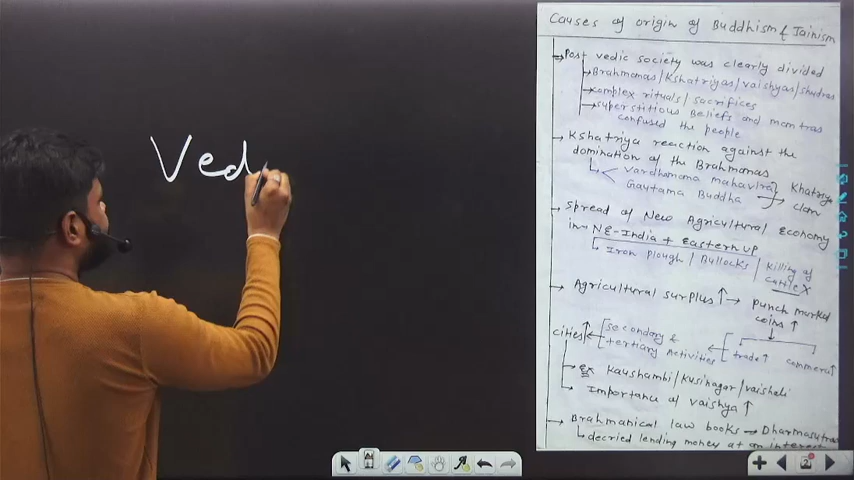 Ved
Causes of origin of Buddhism & Jainism
Post vedic society was clearly divided
Brahmanas/Kshatriyas/vaishyas/shudras
complex rituals/sacrifices
superstitious Beliefs and mantras
confused the people
Kshatriya reaction against the
domination of the Brahmanas
Vardhamana mahavira
Gautama Buddha
Khatriya
clan
Spread of New Agricultural Economy
in NE-India + Eastern UP
Iron plough / Bullocks / killing of
cattle X
Agricultural surplus ↑ → punch marked
coins ↑
cities ↑
secondary &
tertiary Activities
trade ↑
commerce ↑
ex Kaushambi/Kusinagar/vaishali
Importance of vaishya ↑
Brahmanical law books → Dharmasutras
decried lending money at an interest
2